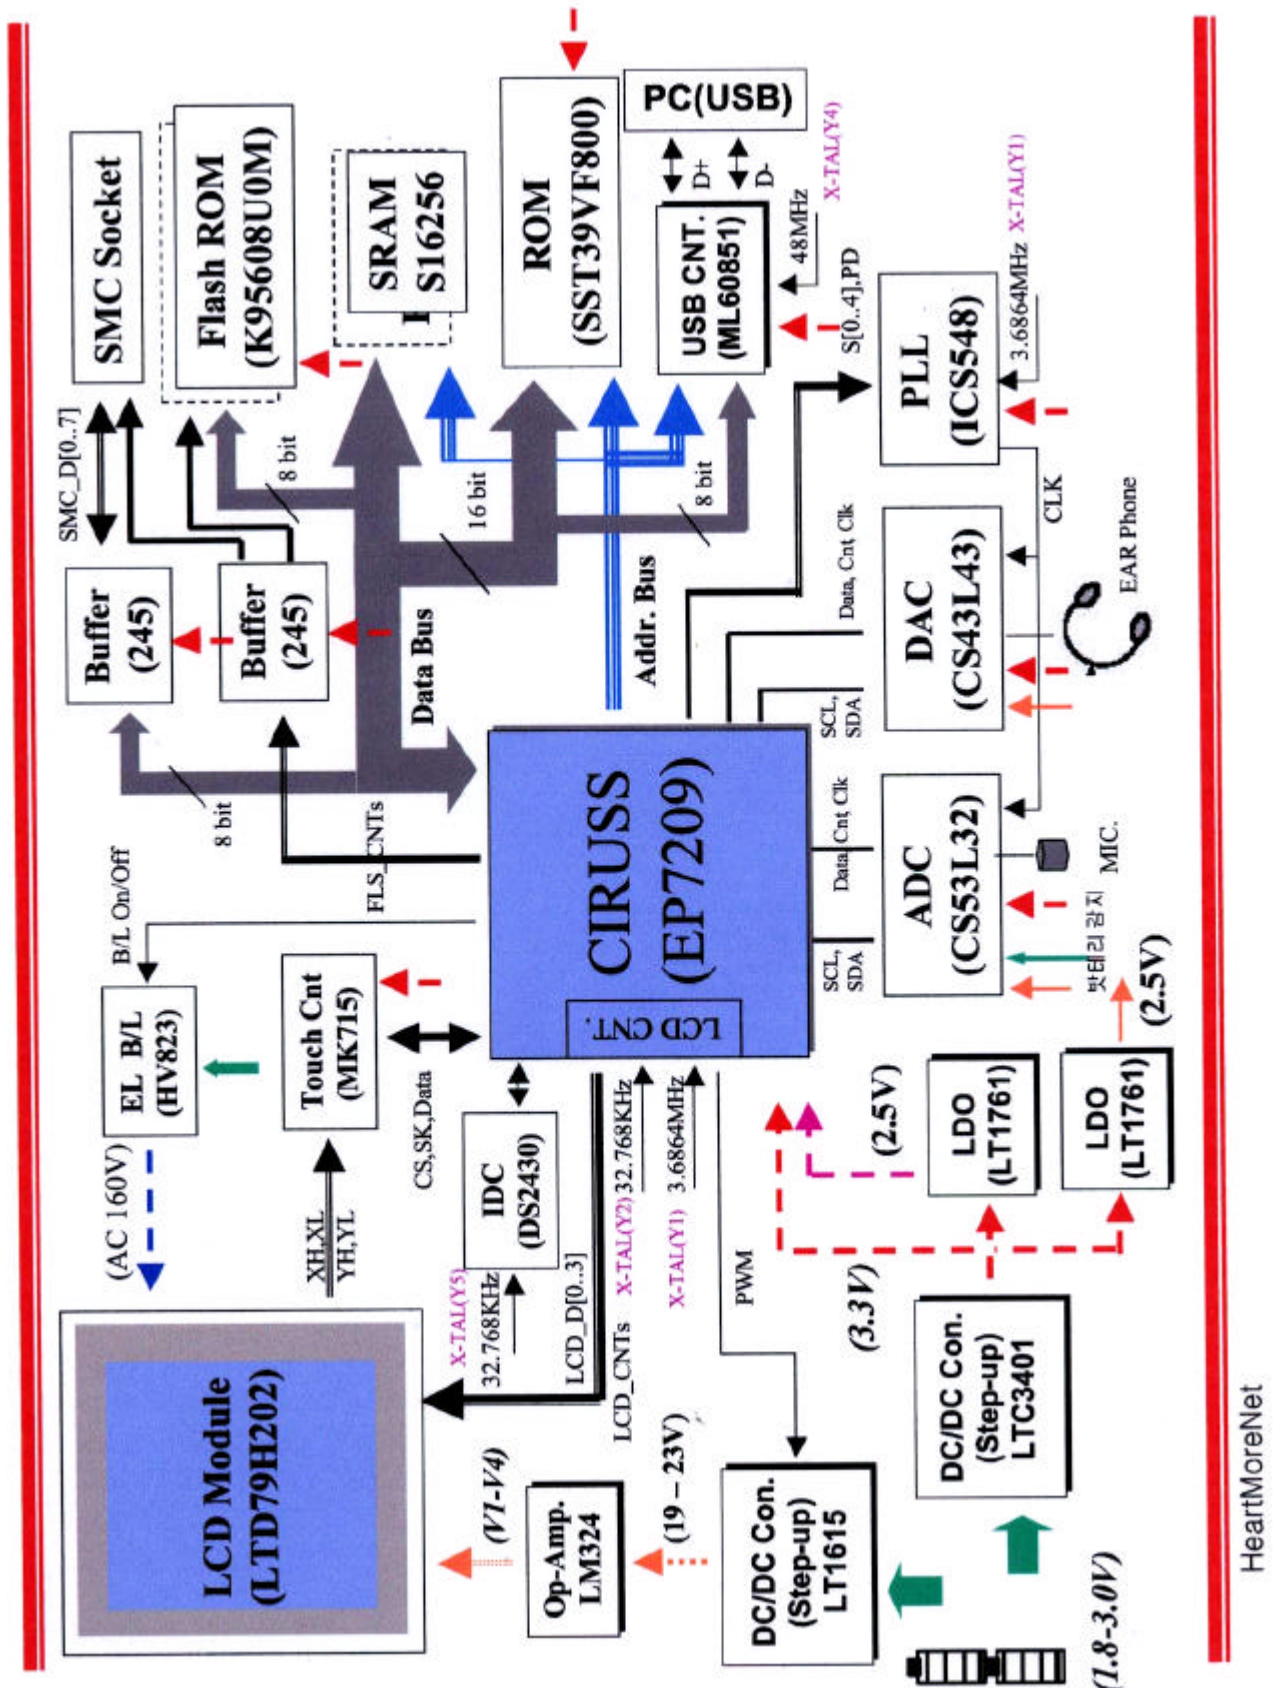 LCD Module
(LTD79H202)
(AC 160V)
EL B/L
(HV823)
B/L On/Off
Buffer
(245)
SMC_D[0..7]
SMC Socket
XH,XL
YH,YL
Touch Cnt
(MK715)
8 bit
FLS_CNTs
Buffer
(245)
8 bit
Flash ROM
(K95608U0M)
CS,SK,Data
Data Bus
SRAM
S16256
X-TAL(Y5)
32.768KHz
IDC
(DS2430)
16 bit
(V1-V4)
LCD_D[0..3]
LCD_CNTs
X-TAL(Y2)
32.768KHz
LCD CNT.
CIRUSS
(EP7209)
Addr. Bus
ROM
(SST39VF800)
Op-Amp.
LM324
(19 – 23V)
X-TAL(Y1)
3.6864MHz
8 bit
USB CNT.
(ML60851)
D+
D-
PC(USB)
48MHz
X-TAL(Y4)
PWM
DC/DC Con.
(Step-up)
LT1615
SCL,
SDA
Data, Cnt, Clk
SCL,
SDA
Data, Cnt, Clk
S[0..4],PD
(3.3V)
(2.5V)
ADC
(CS53L32)
DAC
(CS43L43)
PLL
(ICS548)
3.6864MHz
X-TAL(Y1)
DC/DC Con.
(Step-up)
LTC3401
LDO
(LT1761)
CLK
LDO
(LT1761)
(2.5V)
밧테리 감지
MIC.
EAR Phone
(1.8-3.0V)
HeartMoreNet